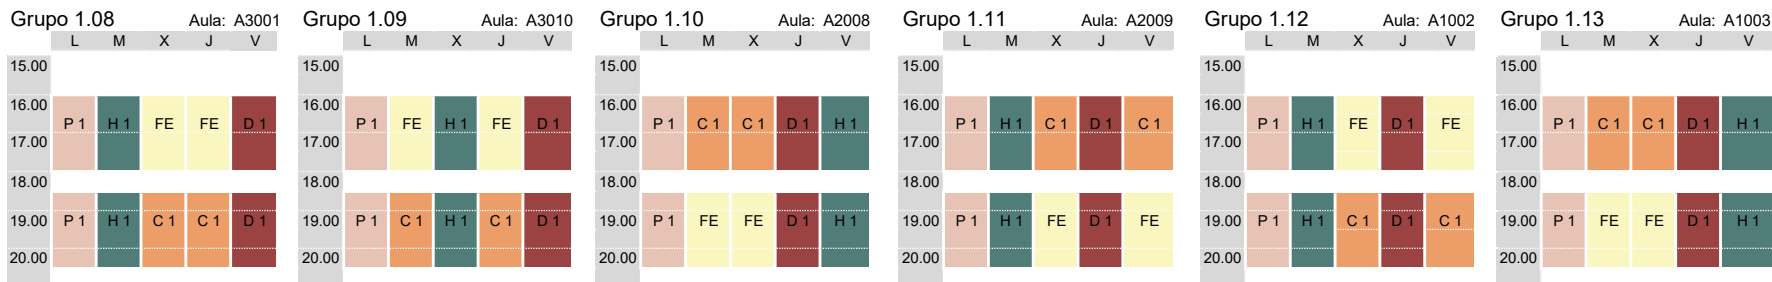 Grupo 1.08 Aula: A3001
L M X J V
15.00
16.00
P 1 H 1 FE FE D 1
17.00
18.00
19.00 P 1 H 1 C 1 C 1 D 1
20.00
Grupo 1.09 Aula: A3010
L M X J V
15.00
16.00
P 1 FE H 1 FE D 1
17.00
18.00
19.00 P 1 C 1 H 1 C 1 D 1
20.00
Grupo 1.10 Aula: A2008
L M X J V
15.00
16.00
P 1 C 1 C 1 D 1 H 1
17.00
18.00
19.00 P 1 FE FE D 1 H 1
20.00
Grupo 1.11 Aula: A2009
L M X J V
15.00
16.00
P 1 H 1 C 1 D 1 C 1
17.00
18.00
19.00 P 1 H 1 FE D 1 FE
20.00
Grupo 1.12 Aula: A1002
L M X J V
15.00
16.00
P 1 H 1 FE D 1 FE
17.00
18.00
19.00 P 1 H 1 C 1 D 1 C 1
20.00
Grupo 1.13 Aula: A1003
L M X J V
15.00
16.00
P 1 C 1 C 1 D 1 H 1
17.00
18.00
19.00 P 1 FE FE D 1 H 1
20.00